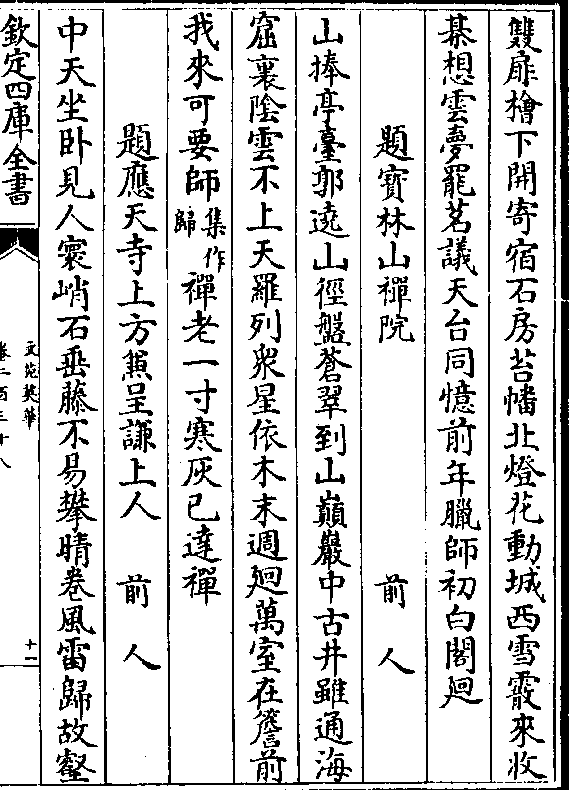 雙扉檜下開寄宿石房苔幡北燈花動城西雪霰來收
棊想雲夢罷茗議天台同憶前年臘師初白閣廻
題寳林山禪院 前人
山捧亭臺郭遶山徑盤蒼翠到山巔巖中古井雖通海
窟裏陰雲不上天羅列衆星依木末週廻萬室在簷前
我來可要師集作歸禪老一寸寒灰已達禪
題應天寺上方兼呈謙上人 前人
中天坐卧見人寰峭石垂藤不易攀晴巻風雷歸故壑
欽定四庫全書
文苑英華
卷二百三十八
十一